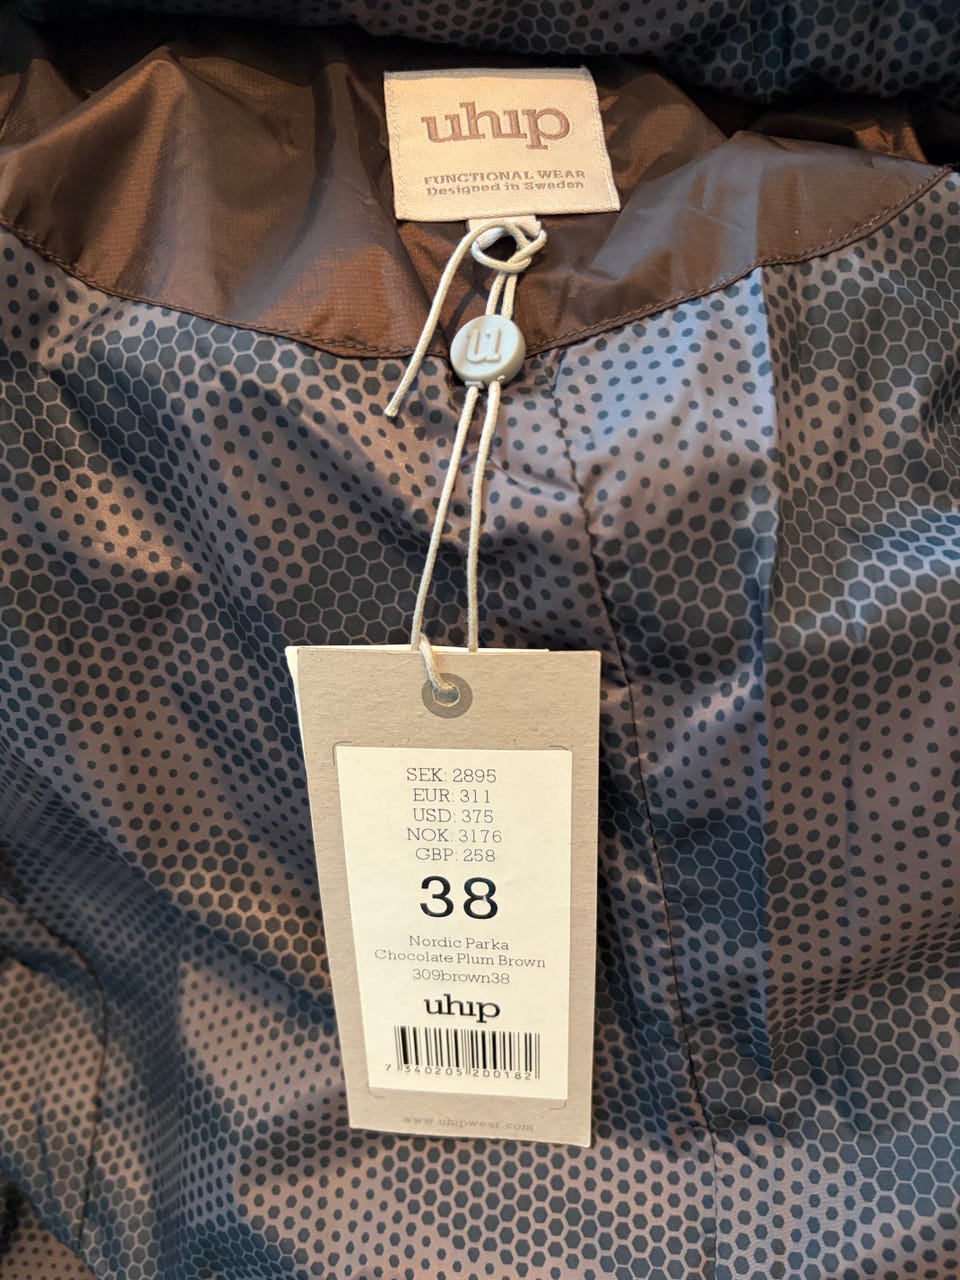 uhip
FUNCTIONAL WEAR
Designed in Sweden
u
SEK: 2895
EUR: 311
USD: 375
NOK: 3176
GBP: 258
38
Nordic Parka
Chocolate Plum Brown
309brown38
uhip
7 340205 200182
www.uhipwear.com